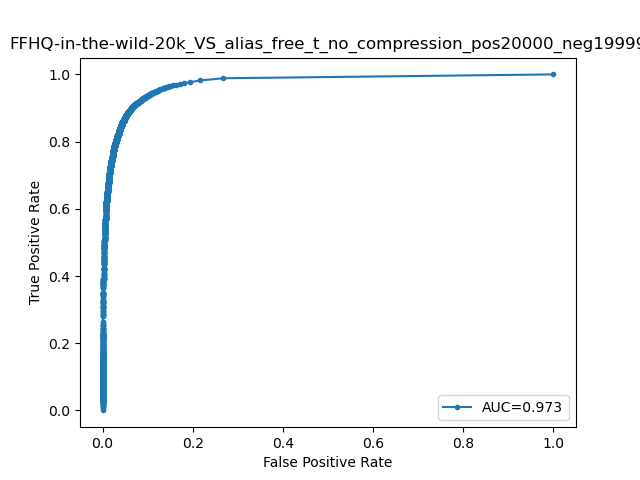 FFHQ-in-the-wild-20k_VS_alias_free_t_no_compression_pos20000_neg19999
1.0
0.8
0.6
0.4
0.2
0.0
True Positive Rate
AUC=0.973
0.0 0.2 0.4 0.6 0.8 1.0
False Positive Rate